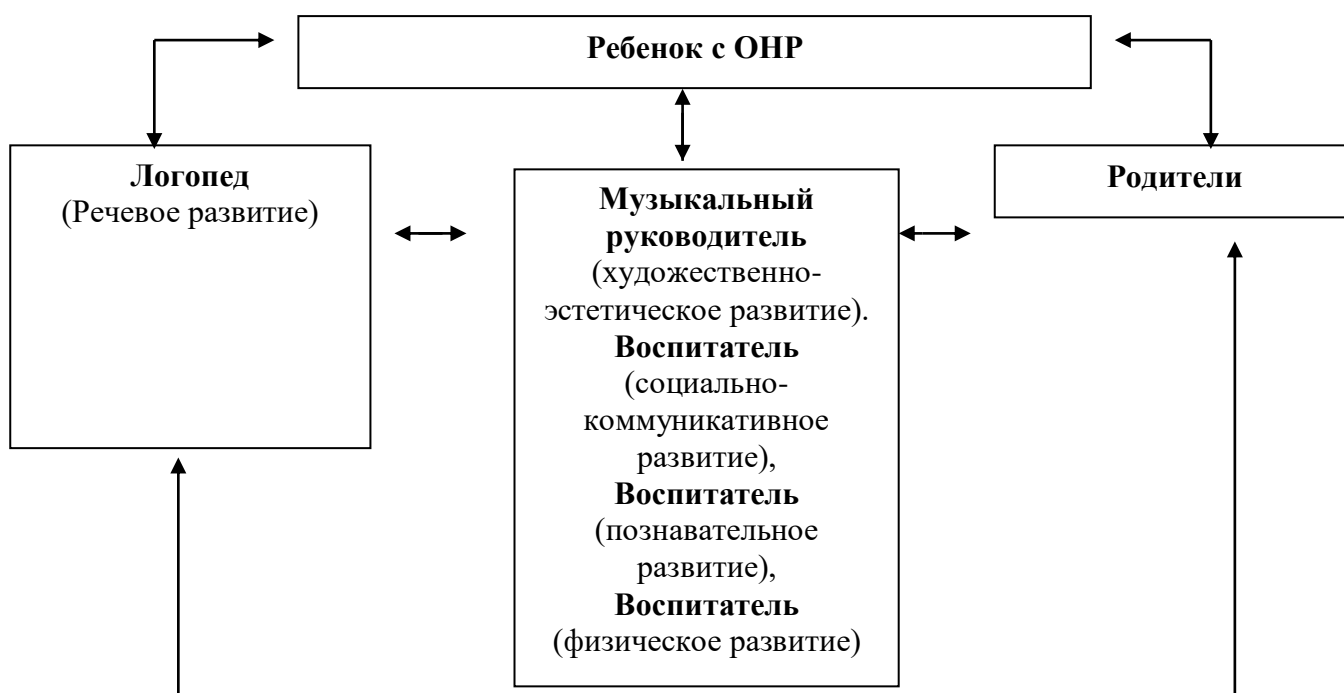 Ребенок с ОНР
Логопед
(Речевое развитие)
Музыкальный
руководитель
(художественно-
эстетическое развитие).
Воспитатель
(социально-
коммуникативное
развитие),
Воспитатель
(познавательное
развитие),
Воспитатель
(физическое развитие)
Родители